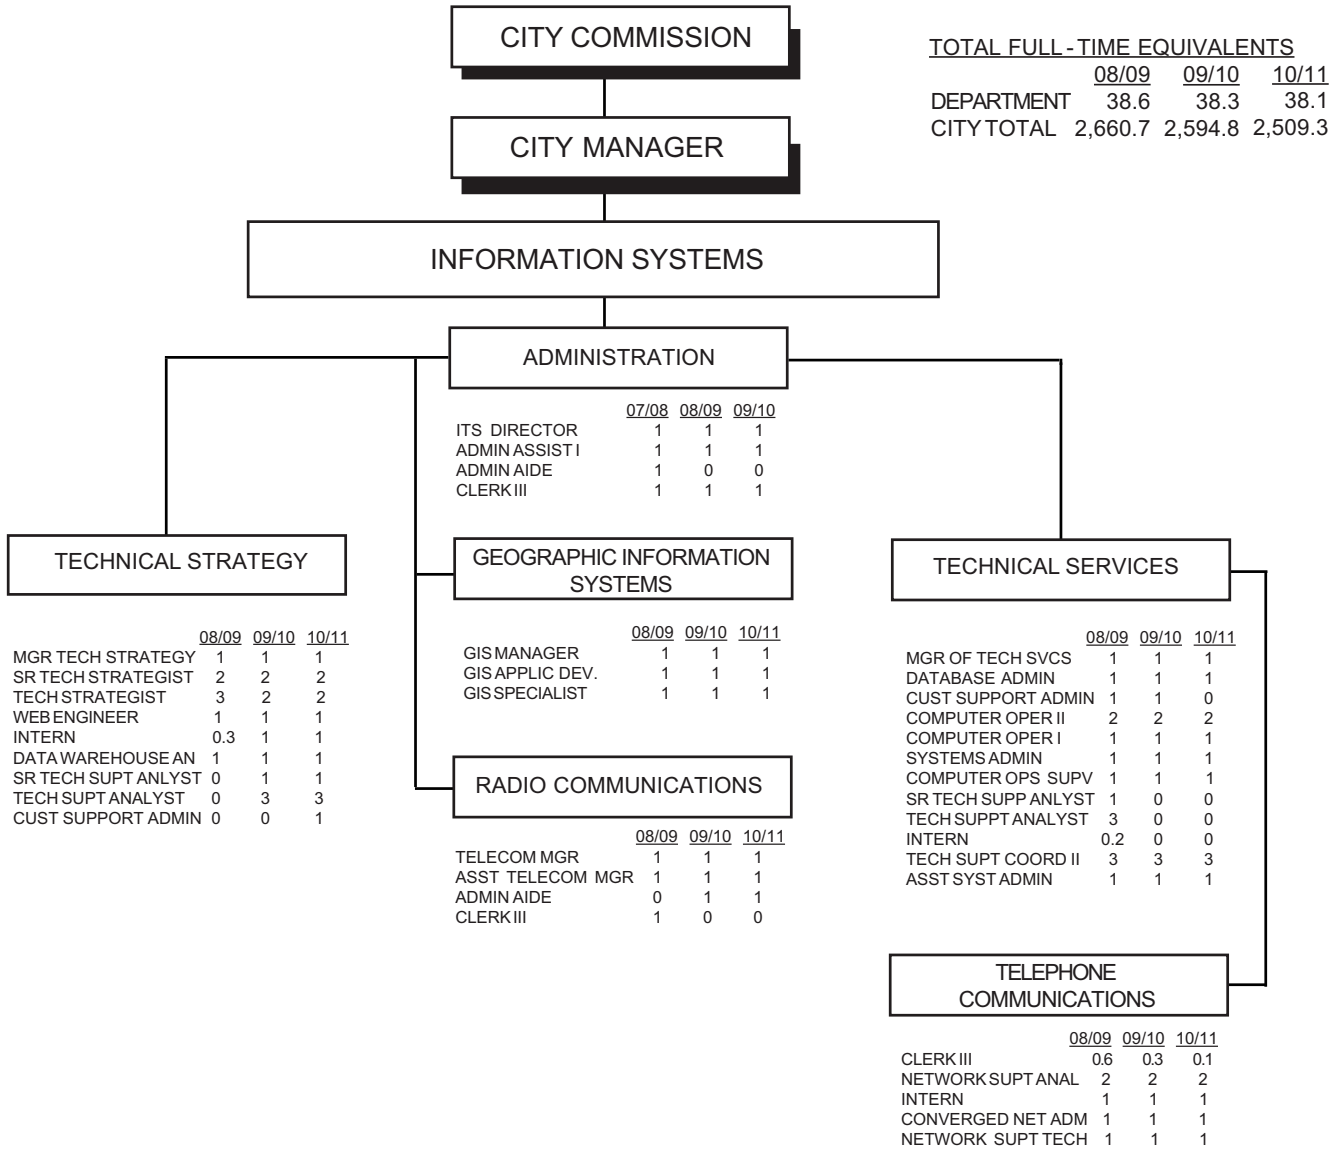 CITY COMMISSION
TOTAL FULL-TIME EQUIVALENTS
08/09 09/10 10/11
DEPARTMENT 38.6 38.3 38.1
CITY TOTAL 2,660.7 2,594.8 2,509.3
CITY MANAGER
INFORMATION SYSTEMS
ADMINISTRATION
07/08 08/09 09/10
ITS DIRECTOR 1 1 1
ADMIN ASSIST I 1 1 1
ADMIN AIDE 1 0 0
CLERK III 1 1 1
TECHNICAL STRATEGY
08/09 09/10 10/11
MGR TECH STRATEGY 1 1 1
SR TECH STRATEGIST 2 2 2
TECH STRATEGIST 3 2 2
WEB ENGINEER 1 1 1
INTERN 0.3 1 1
DATA WAREHOUSE AN 1 1 1
SR TECH SUPT ANLYST 0 1 1
TECH SUPT ANALYST 0 3 3
CUST SUPPORT ADMIN 0 0 1
GEOGRAPHIC INFORMATION
SYSTEMS
08/09 09/10 10/11
GIS MANAGER 1 1 1
GIS APPLIC DEV. 1 1 1
GIS SPECIALIST 1 1 1
RADIO COMMUNICATIONS
08/09 09/10 10/11
TELECOM MGR 1 1 1
ASST TELECOM MGR 1 1 1
ADMIN AIDE 0 1 1
CLERK III 1 0 0
TECHNICAL SERVICES
08/09 09/10 10/11
MGR OF TECH SVCS 1 1 1
DATABASE ADMIN 1 1 1
CUST SUPPORT ADMIN 1 1 0
COMPUTER OPER II 2 2 2
COMPUTER OPER I 1 1 1
SYSTEMS ADMIN 1 1 1
COMPUTER OPS SUPV 1 1 1
SR TECH SUPP ANLYST 1 0 0
TECH SUPPT ANALYST 3 0 0
INTERN 0.2 0 0
TECH SUPT COORD II 3 3 3
ASST SYST ADMIN 1 1 1
TELEPHONE
COMMUNICATIONS
08/09 09/10 10/11
CLERK III 0.6 0.3 0.1
NETWORK SUPT ANAL 2 2 2
INTERN 1 1 1
CONVERGED NET ADM 1 1 1
NETWORK SUPT TECH 1 1 1